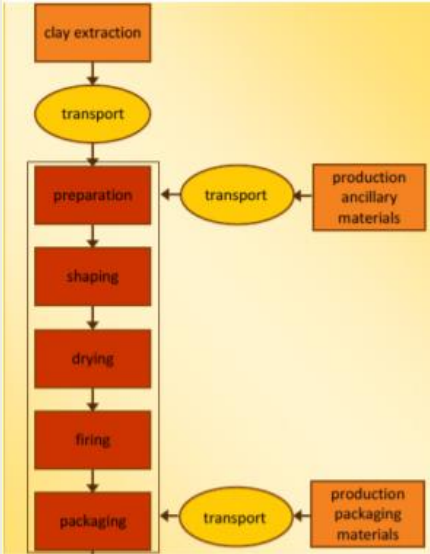 clay extraction
transport
preparation
transport
production
ancillary
materials
shaping
drying
firing
packaging
transport
production
packaging
materials